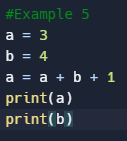 #Example 5
a = 3
b = 4
a = a + b + 1
print(a)
print(b)